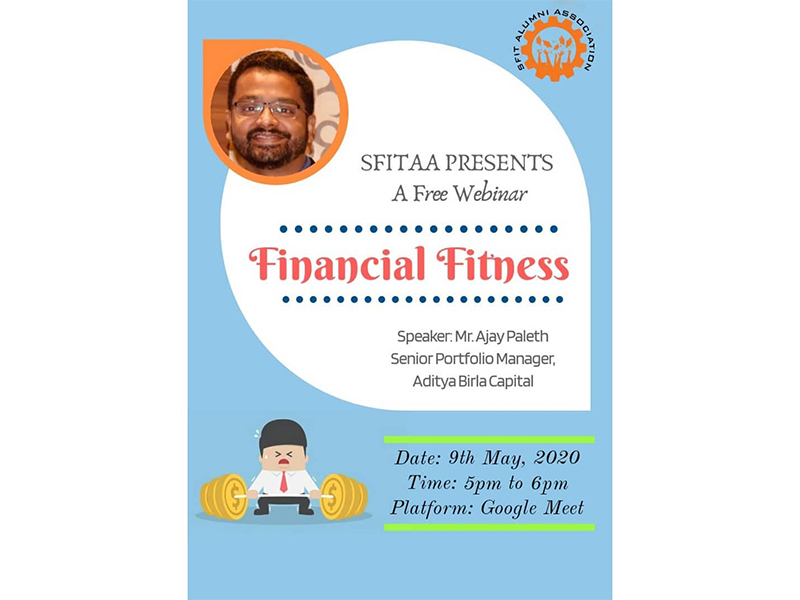 SFIT ALUMNI ASSOCIATION
SFITAA PRESENTS
A Free Webinar
Financial Fitness
Speaker: Mr. Ajay Paleth
Senior Portfolio Manager,
Aditya Birla Capital
$ $
Date: 9th May, 2020
Time: 5pm to 6pm
Platform: Google Meet